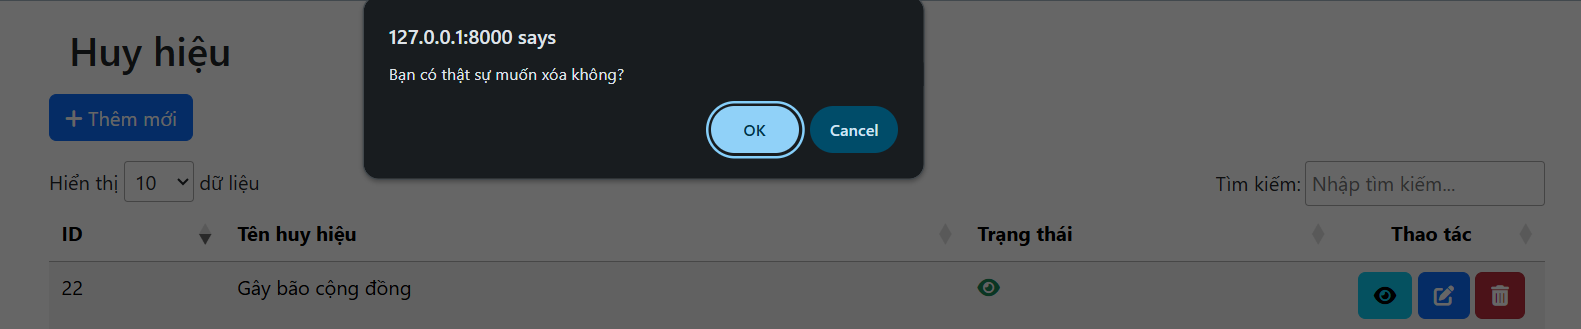 127.0.0.1:8000 says
Bạn có thật sự muốn xóa không?
OK Cancel
Huy hiệu
Thêm mới
Hiển thị 10 dữ liệu Tìm kiếm: Nhập tìm kiếm...
ID Tên huy hiệu Trạng thái Thao tác
22 Gây bão cộng đồng